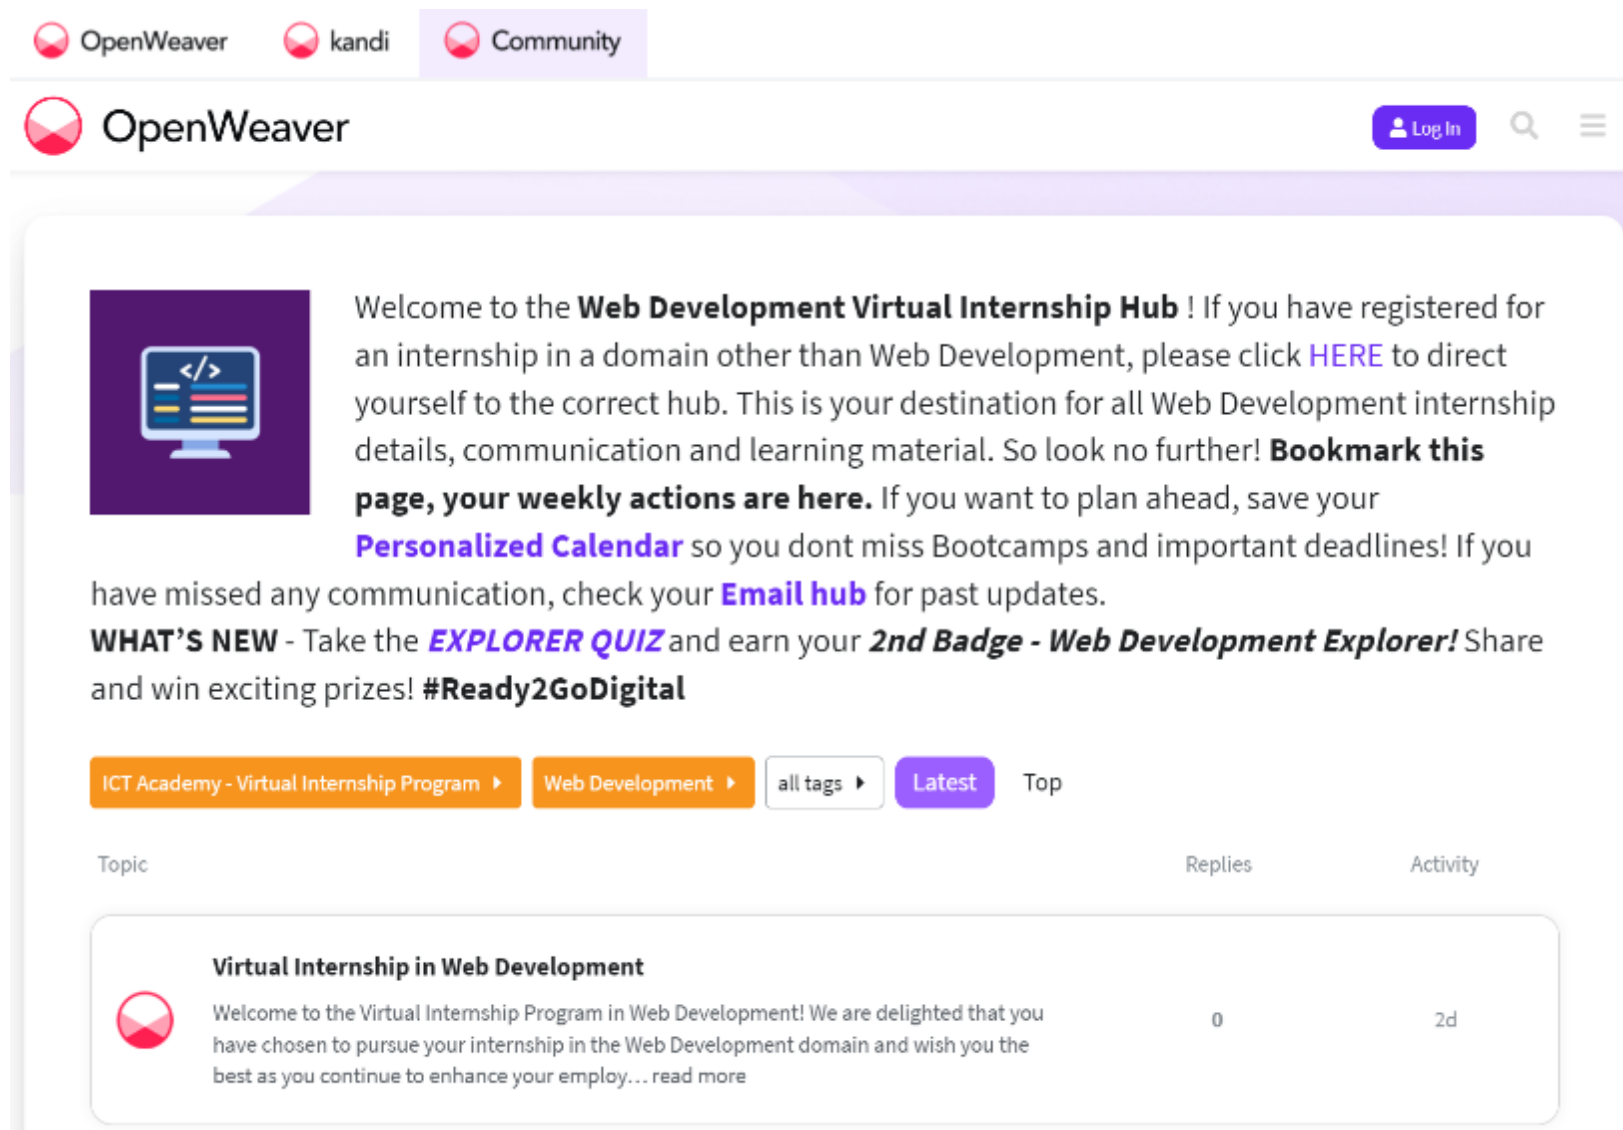 OpenWeaver kandi Community
OpenWeaver Log In
</>
Welcome to the Web Development Virtual Internship Hub ! If you have registered for
an internship in a domain other than Web Development, please click HERE to direct
yourself to the correct hub. This is your destination for all Web Development internship
details, communication and learning material. So look no further! Bookmark this
page, your weekly actions are here. If you want to plan ahead, save your
Personalized Calendar so you dont miss Bootcamps and important deadlines! If you
have missed any communication, check your Email hub for past updates.
WHAT’S NEW - Take the EXPLORER QUIZ and earn your 2nd Badge - Web Development Explorer! Share
and win exciting prizes! #Ready2GoDigital
ICT Academy - Virtual Internship Program Web Development all tags Latest Top
Topic Replies Activity
Virtual Internship in Web Development
Welcome to the Virtual Internship Program in Web Development! We are delighted that you
have chosen to pursue your internship in the Web Development domain and wish you the
best as you continue to enhance your employ... read more
0 2d